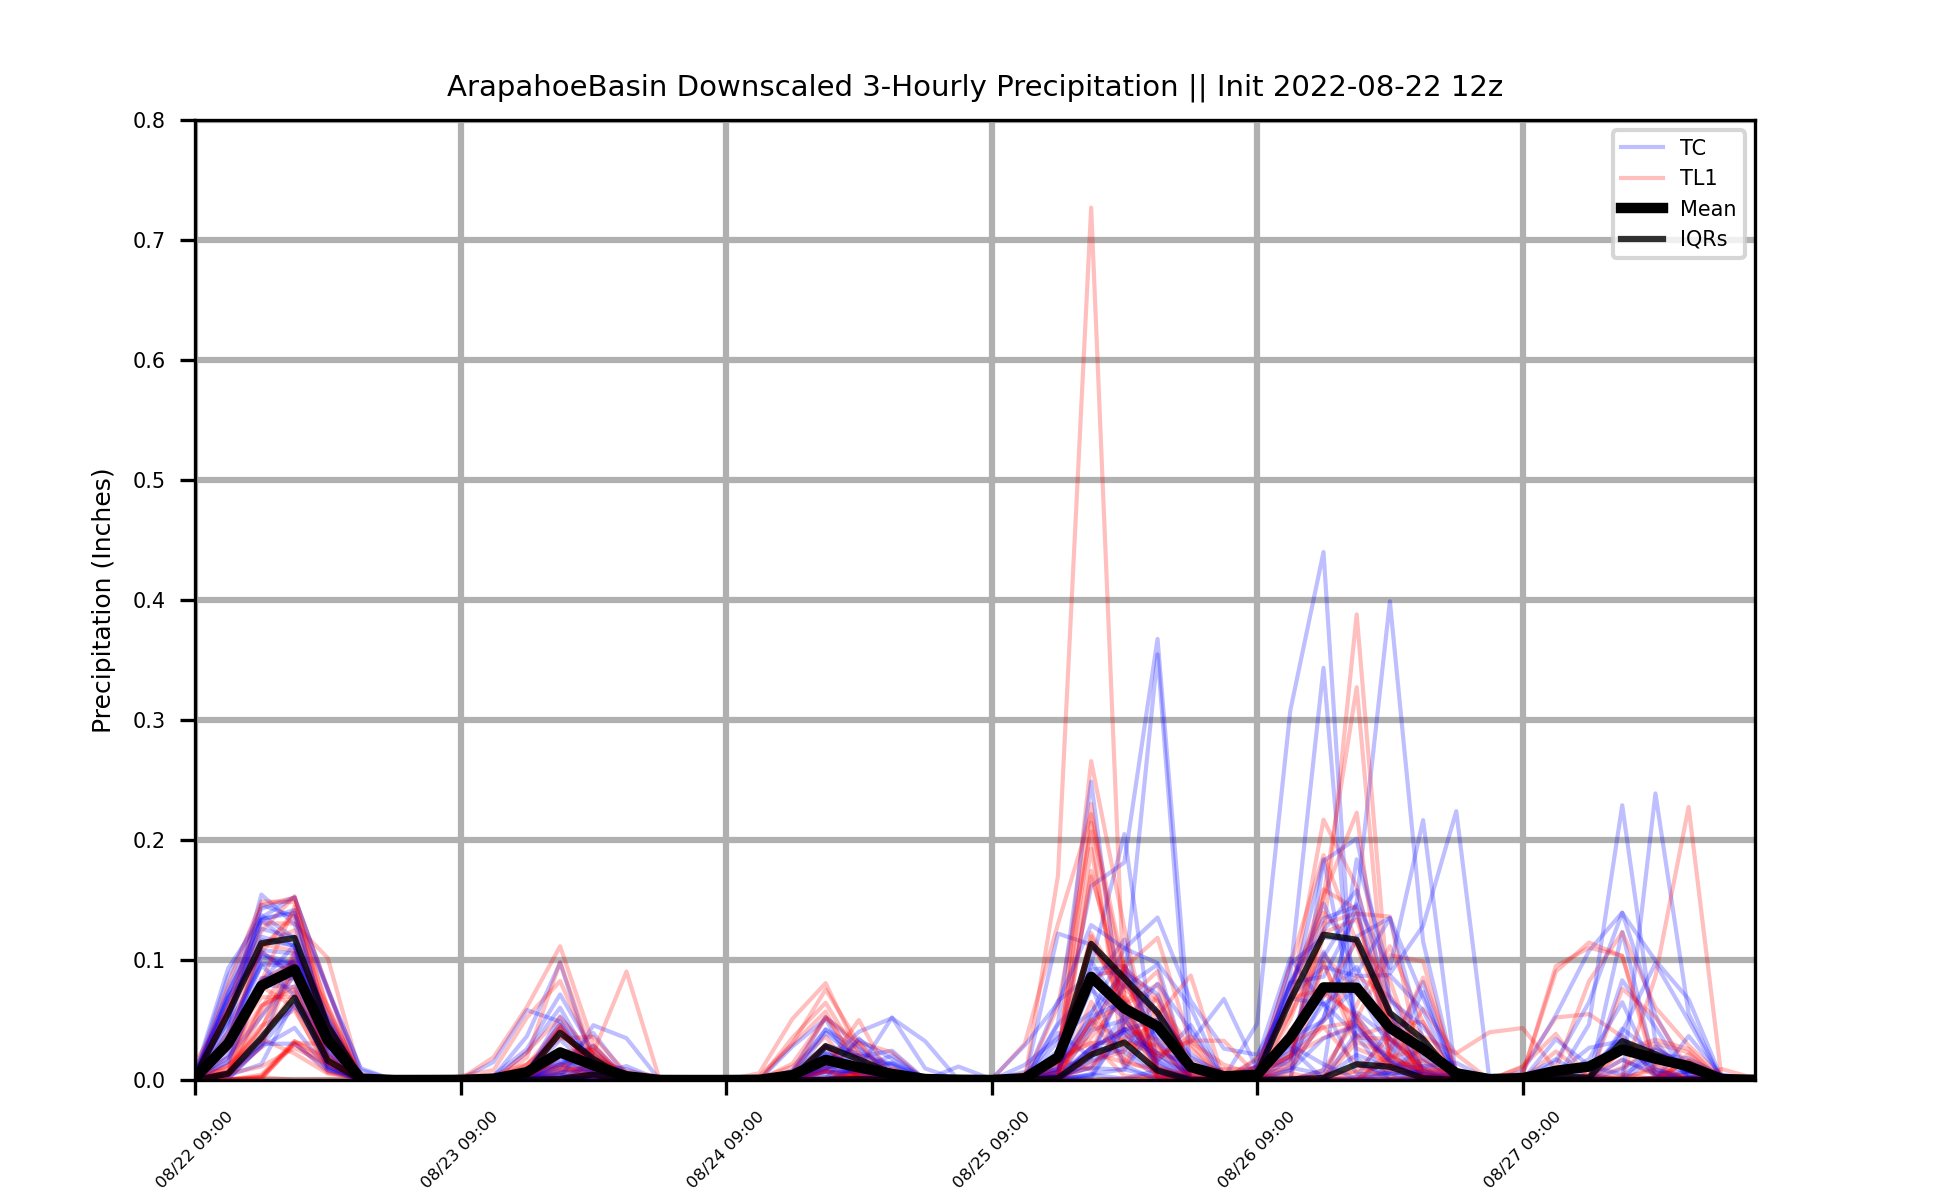 ArapahoeBasin Downscaled 3-Hourly Precipitation || Init 2022-08-22 12z
Precipitation (Inches)
0.8
0.7
0.6
0.5
0.4
0.3
0.2
0.1
0.0
TC
TL1
Mean
IQRs
08/22 09:00
08/23 09:00
08/24 09:00
08/25 09:00
08/26 09:00
08/27 09:00